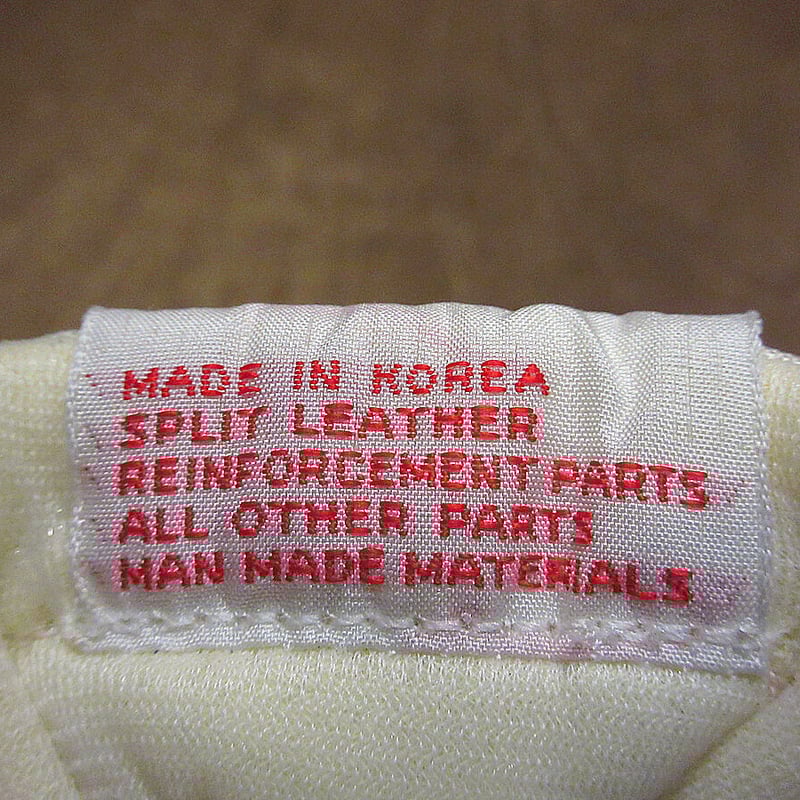 MADE IN KOREA
SPLIT LEATHER
REINFORCEMENT PARTS
ALL OTHER PARTS
MAN MADE MATERIALS